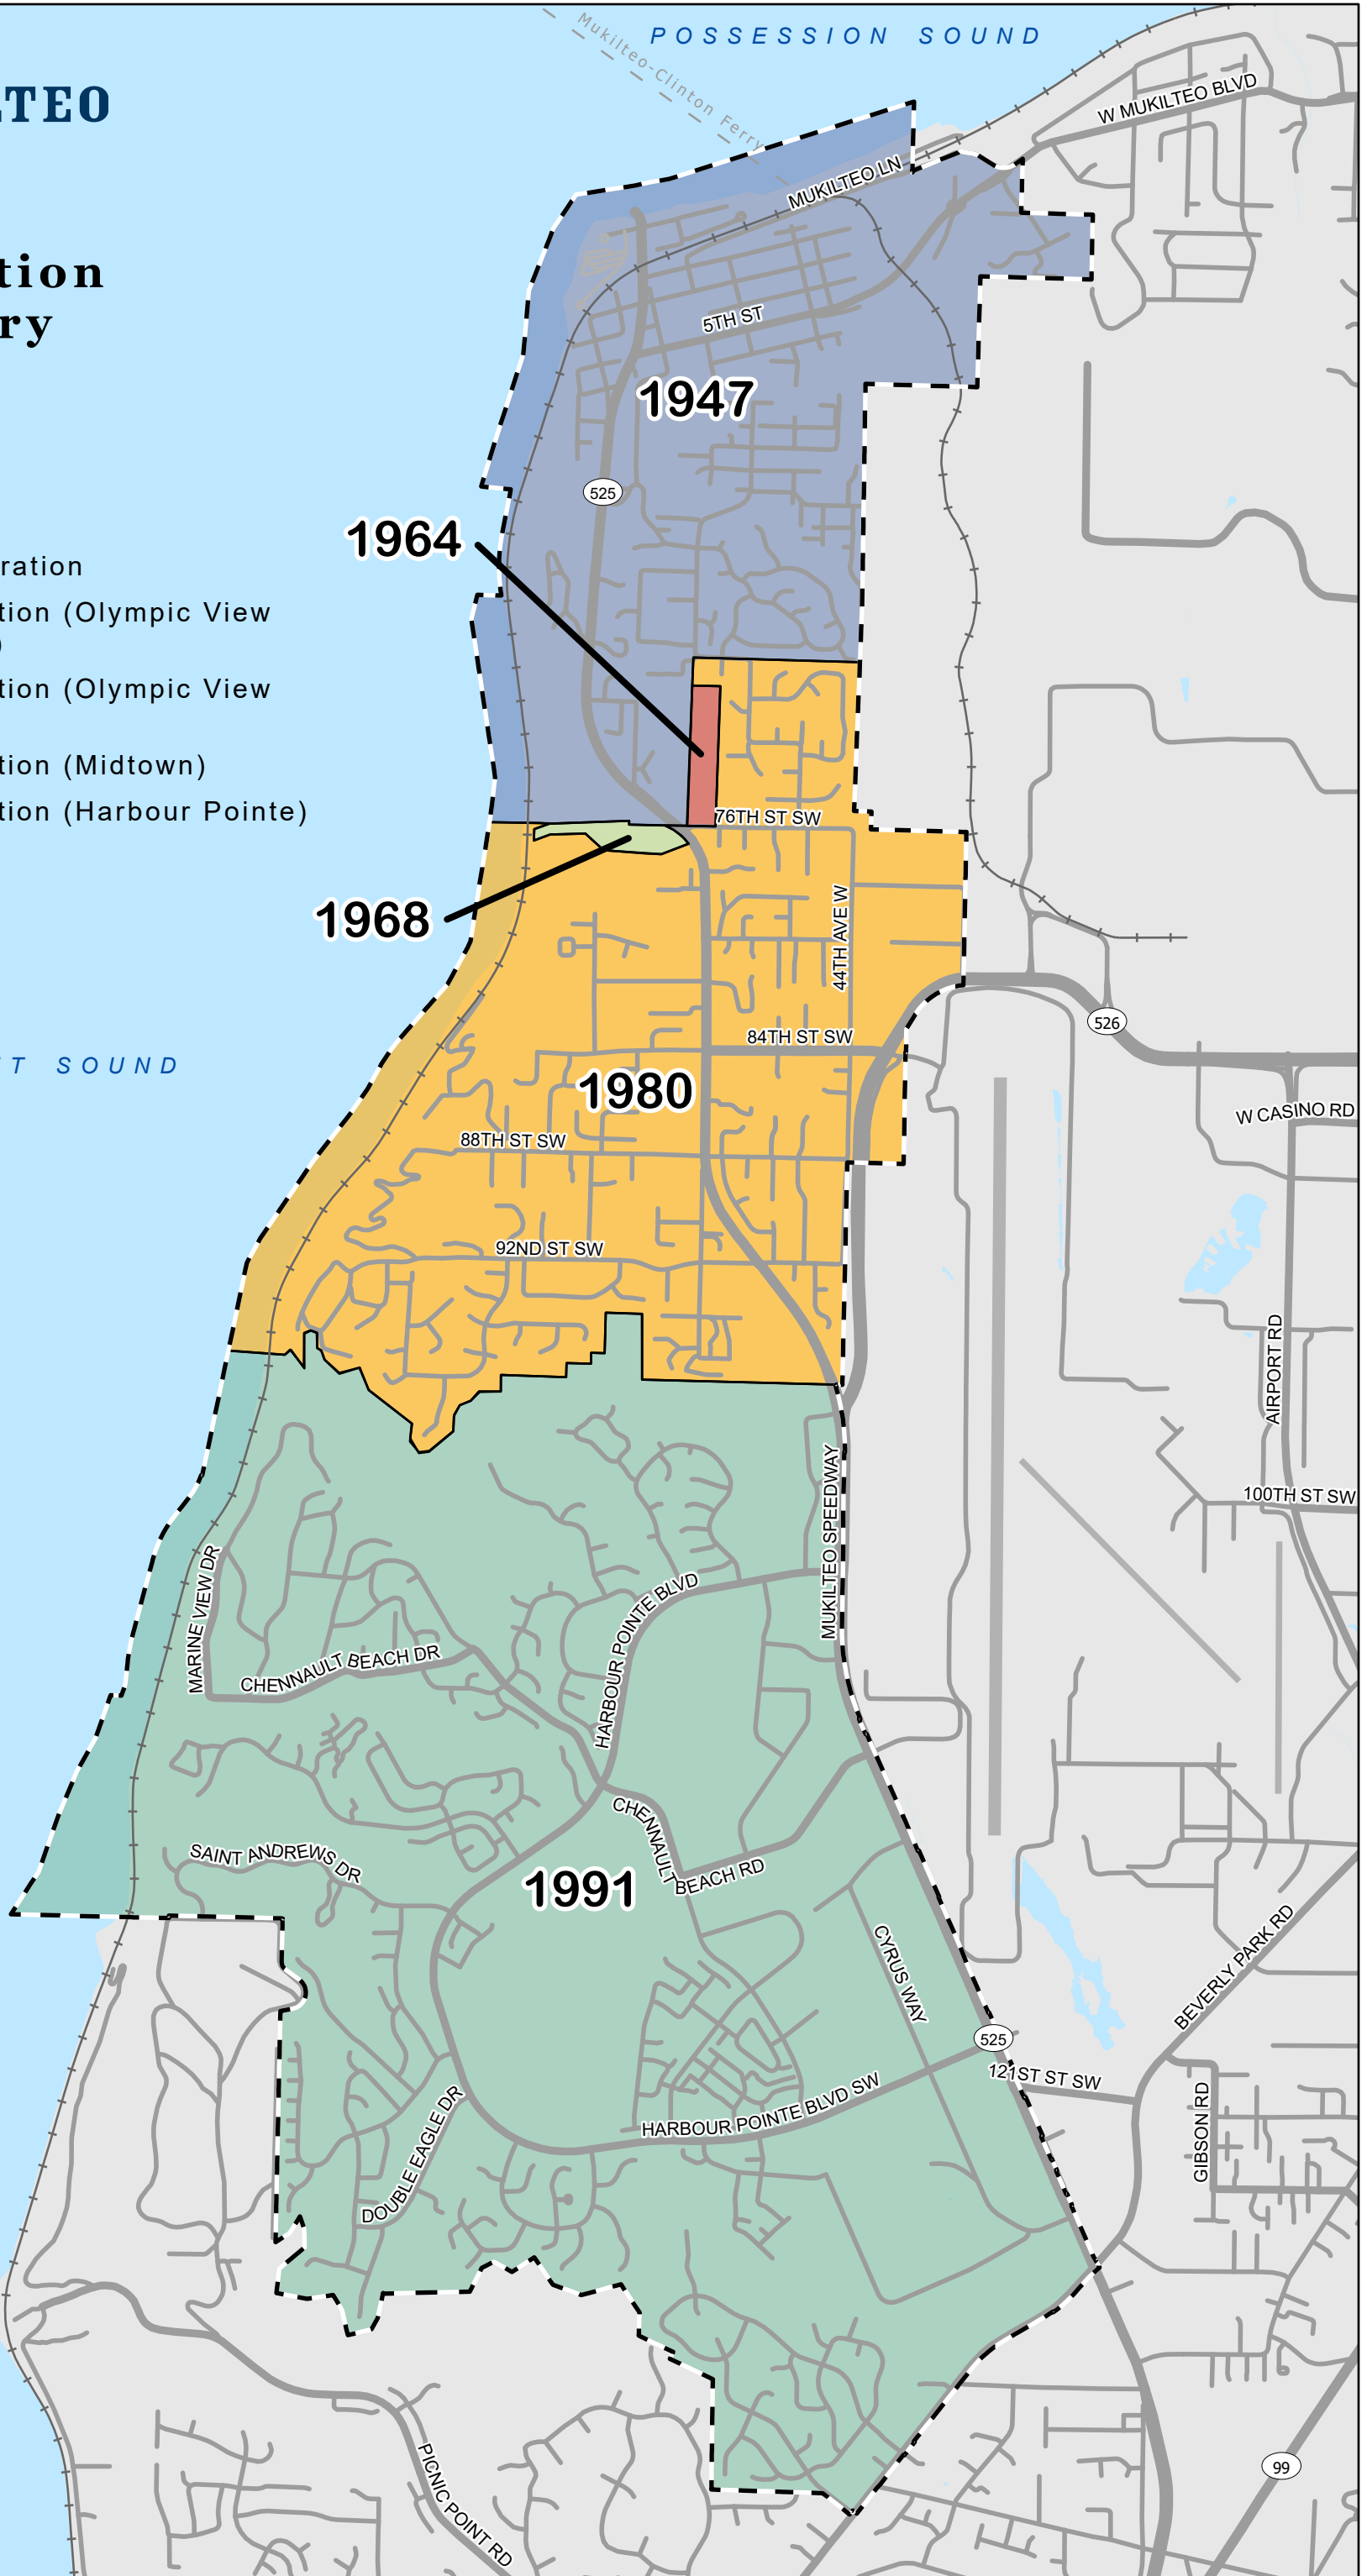 POSSESSION SOUND
Mukilteo-Clinton Ferry
LTEO
W MUKILTEO BLVD
MUKILTEO LN
tion
ry
5TH ST
1947
525
1964
ration
tion (Olympic View
)
tion (Olympic View
tion (Midtown)
tion (Harbour Pointe)
76TH ST SW
1968
44TH AVE W
526
84TH ST SW
T SOUND
1980
W CASINO RD
88TH ST SW
92ND ST SW
AIRPORT RD
MUKILTEO SPEEDWAY
100TH ST SW
MARINE VIEW DR
HARBOUR POINTE BLVD
CHENNAULT BEACH DR
CHENNAULT
BEACH RD
SAINT ANDREWS DR
1991
CYRUS WAY
BEVERLY PARK RD
525
121ST ST SW
GIBSON RD
HARBOUR POINTE BLVD SW
DOUBLE EAGLE DR
PICNIC POINT RD
99